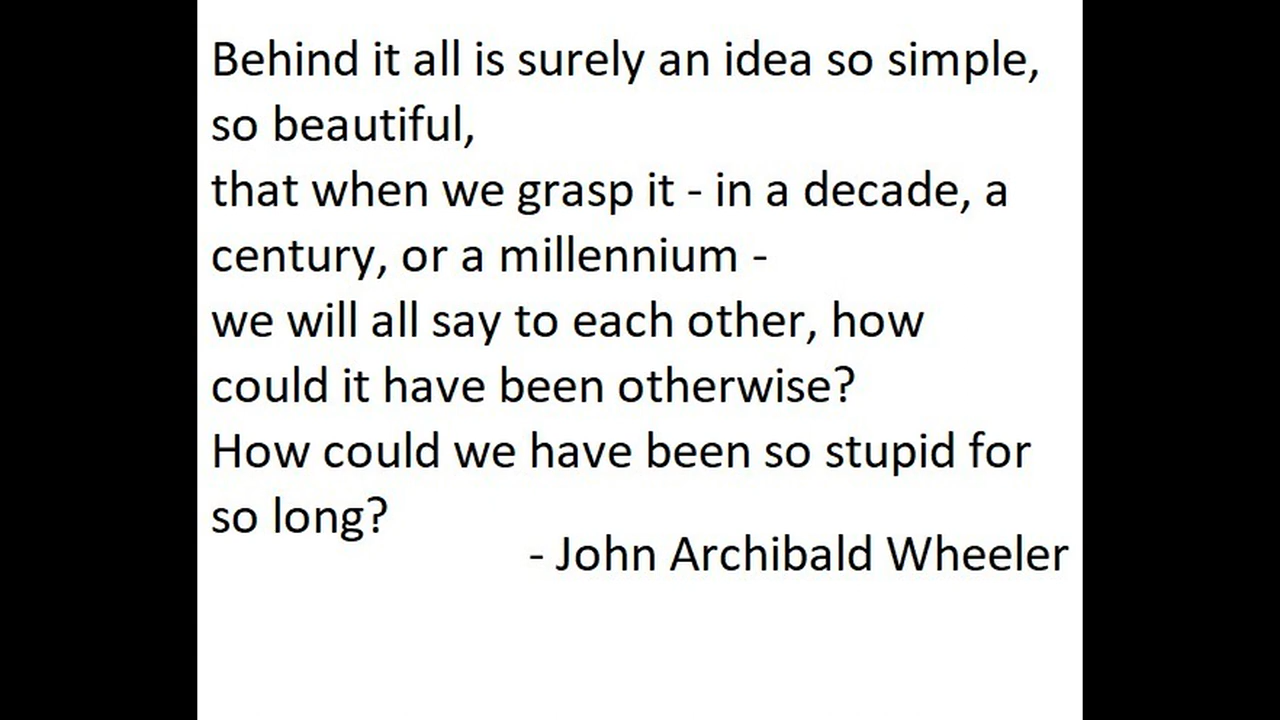 Behind it all is surely an idea so simple,
so beautiful,
that when we grasp it - in a decade, a
century, or a millennium -
we will all say to each other, how
could it have been otherwise?
How could we have been so stupid for
so long?
- John Archibald Wheeler